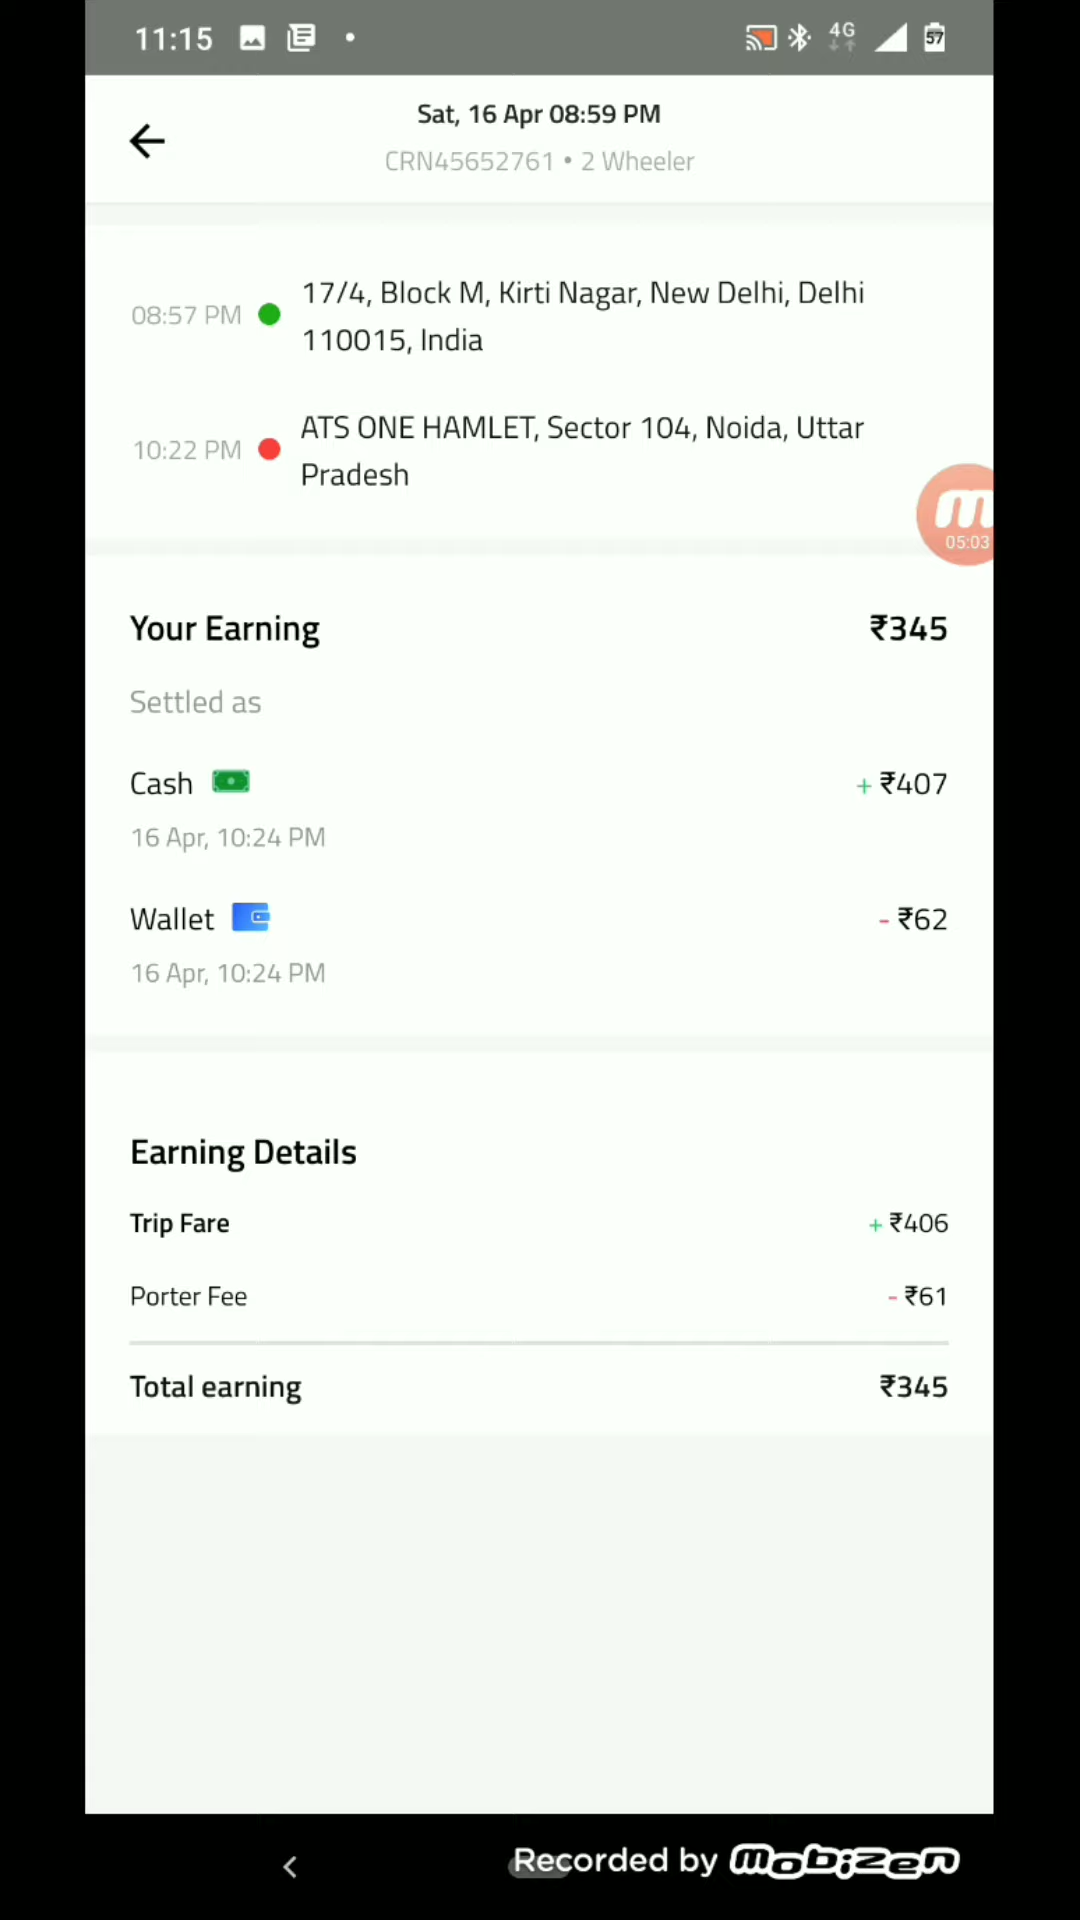 11:15
4G
57
Sat, 16 Apr 08:59 PM
CRN45652761 • 2 Wheeler
08:57 PM
17/4, Block M, Kirti Nagar, New Delhi, Delhi
110015, India
10:22 PM
ATS ONE HAMLET, Sector 104, Noida, Uttar
Pradesh
m
05:03
Your Earning ₹345
Settled as
Cash + ₹407
16 Apr, 10:24 PM
Wallet - ₹62
16 Apr, 10:24 PM
Earning Details
Trip Fare + ₹406
Porter Fee - ₹61
Total earning ₹345
Recorded by mobizen